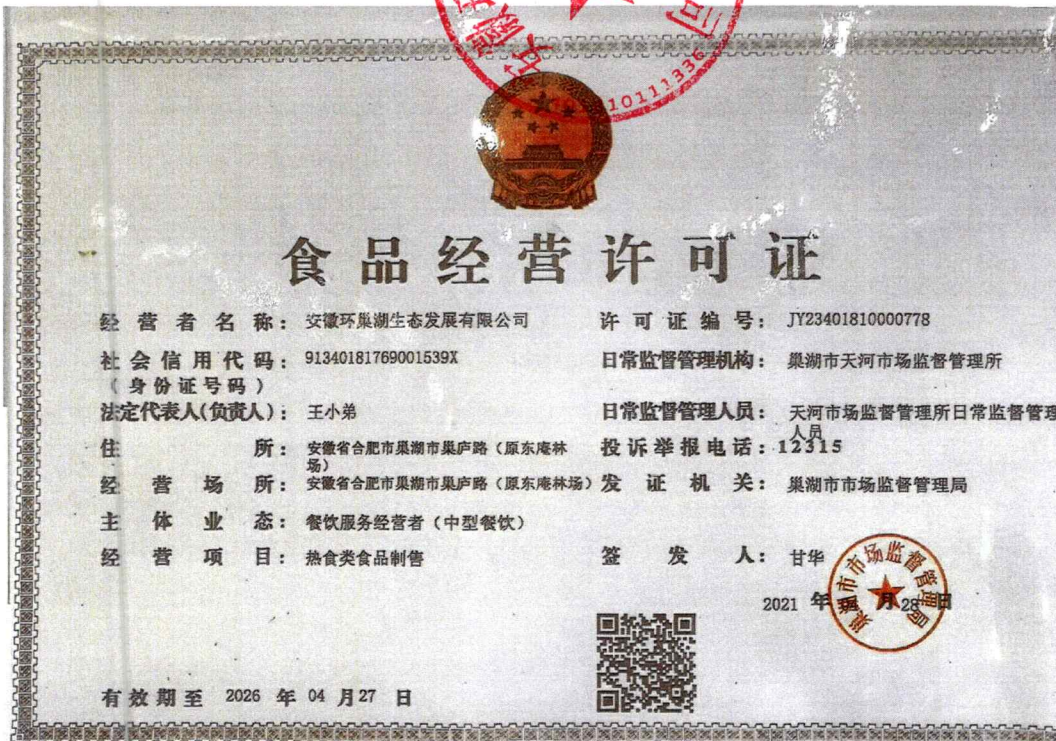 10111336
食品经营许可证
经营者名称：安徽环巢湖生态发展有限公司
许可证编号：JY23401810000778
社会信用代码：91340181769001539X
（身份证号码）
日常监督管理机构：巢湖市天河市场监督管理所
法定代表人(负责人)：王小弟
日常监督管理人员：天河市场监督管理所日常监督管理
人员
住所：安徽省合肥市巢湖市巢庐路（原东庵林
场）
投诉举报电话：12315
经营场所：安徽省合肥市巢湖市巢庐路（原东庵林场）
发证机关：巢湖市市场监督管理局
主体业态：餐饮服务经营者（中型餐饮）
经营项目：热食类食品制售
签发人：甘华
巢湖市市场监督管理局
2021 年 月 28 日
有效期至 2026 年 04 月 27 日